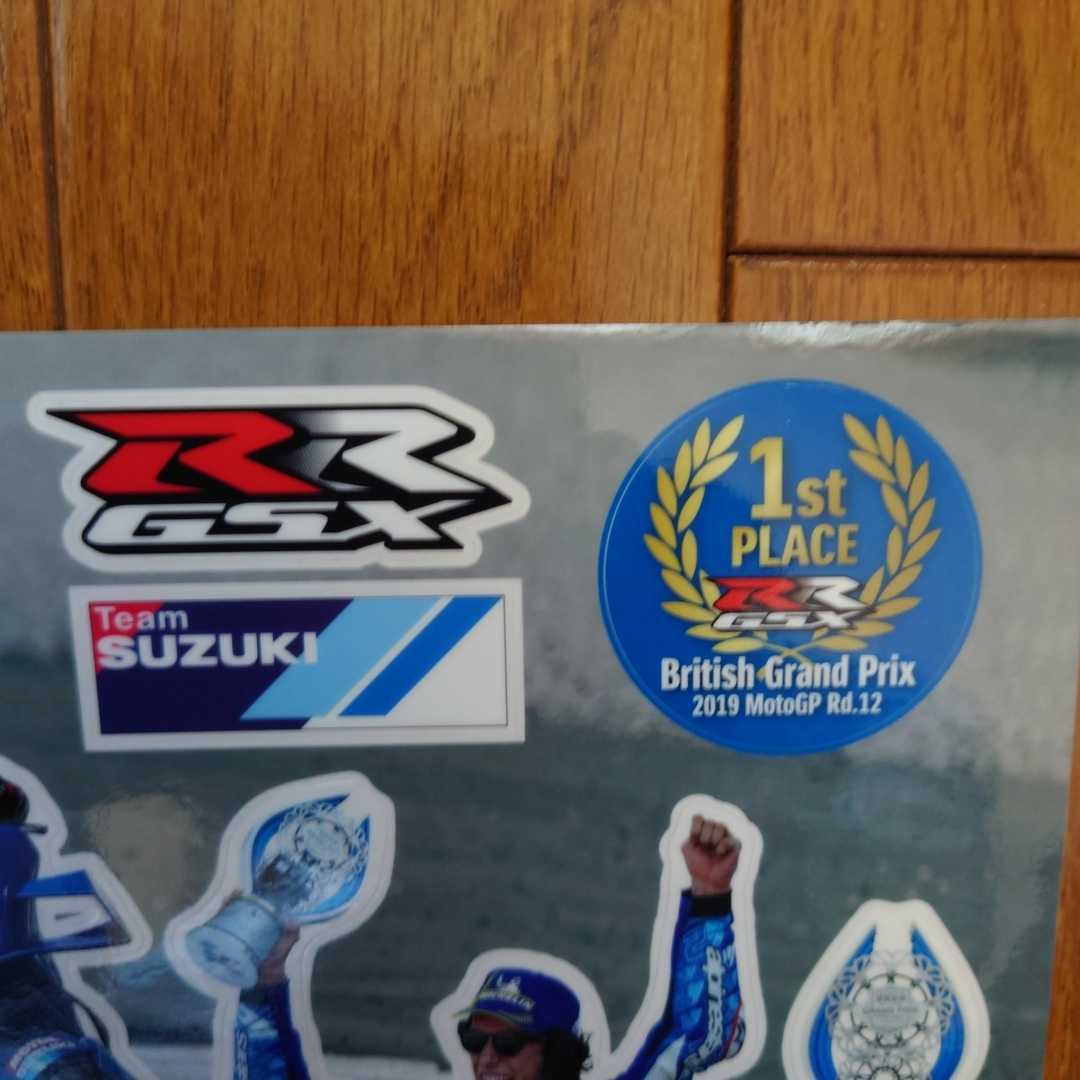 RR
GSX
Team
SUZUKI
1st
PLACE
RR
GSX
British Grand Prix
2019 MotoGP Rd.12